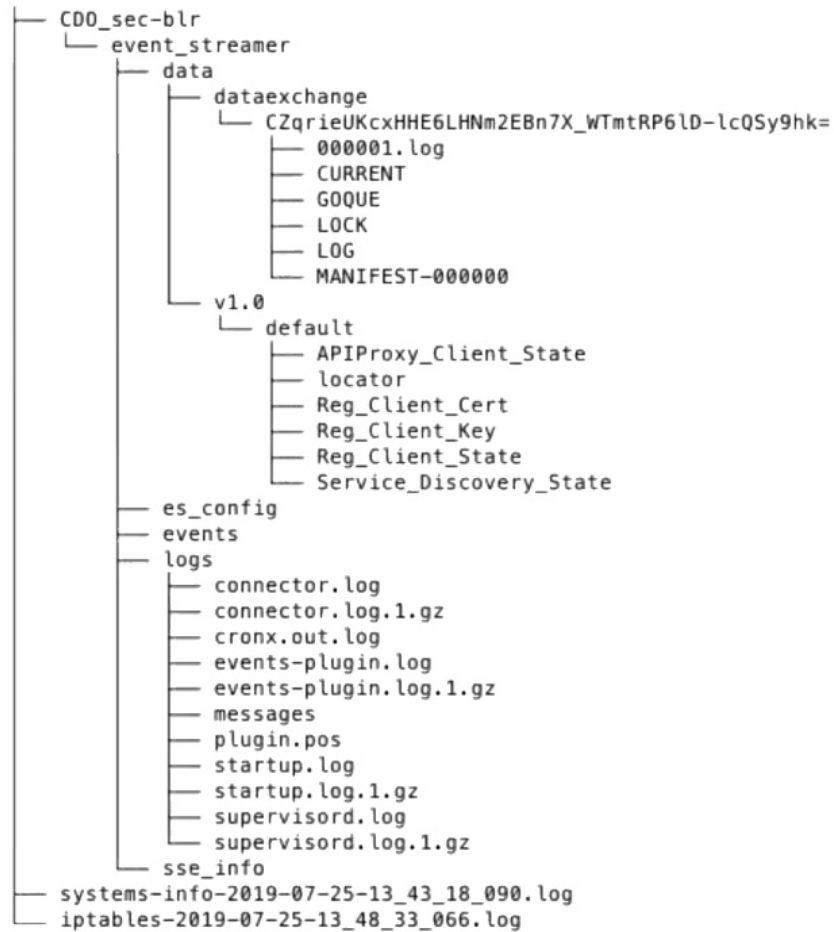 CDO_sec-blr
event_streamer
data
dataexchange
CZqrieUKcxHHE6LHNm2EBn7X_WTmtRP6lD-lcQSy9hk=
000001.log
CURRENT
GOQUE
LOCK
LOG
MANIFEST-000000
v1.0
default
APIProxy_Client_State
locator
Reg_Client_Cert
Reg_Client_Key
Reg_Client_State
Service_Discovery_State
es_config
events
logs
connector.log
connector.log.1.gz
cronx.out.log
events-plugin.log
events-plugin.log.1.gz
messages
plugin.pos
startup.log
startup.log.1.gz
supervisord.log
supervisord.log.1.gz
sse_info
systems-info-2019-07-25-13_43_18_090.log
iptables-2019-07-25-13_48_33_066.log